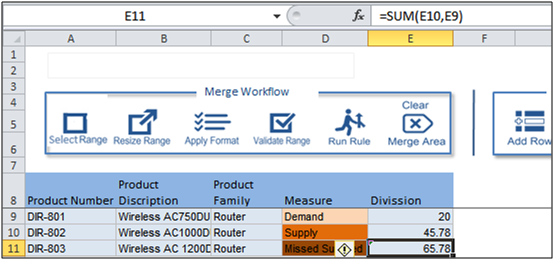 E11 fx =SUM(E10,E9)
A B C D E F
1
2
3
Merge Workflow
4
Clear
5
Select Range Resize Range Apply Format Validate Range Run Rule Merge Area Add Row
6
7
Product Product
8 Product Number Discription Family Measure Divission
9 DIR-801 Wireless AC750DU Router Demand 20
10 DIR-802 Wireless AC1000D Router Supply 45.78
11 DIR-803 Wireless AC 1200D Router Missed 65.78